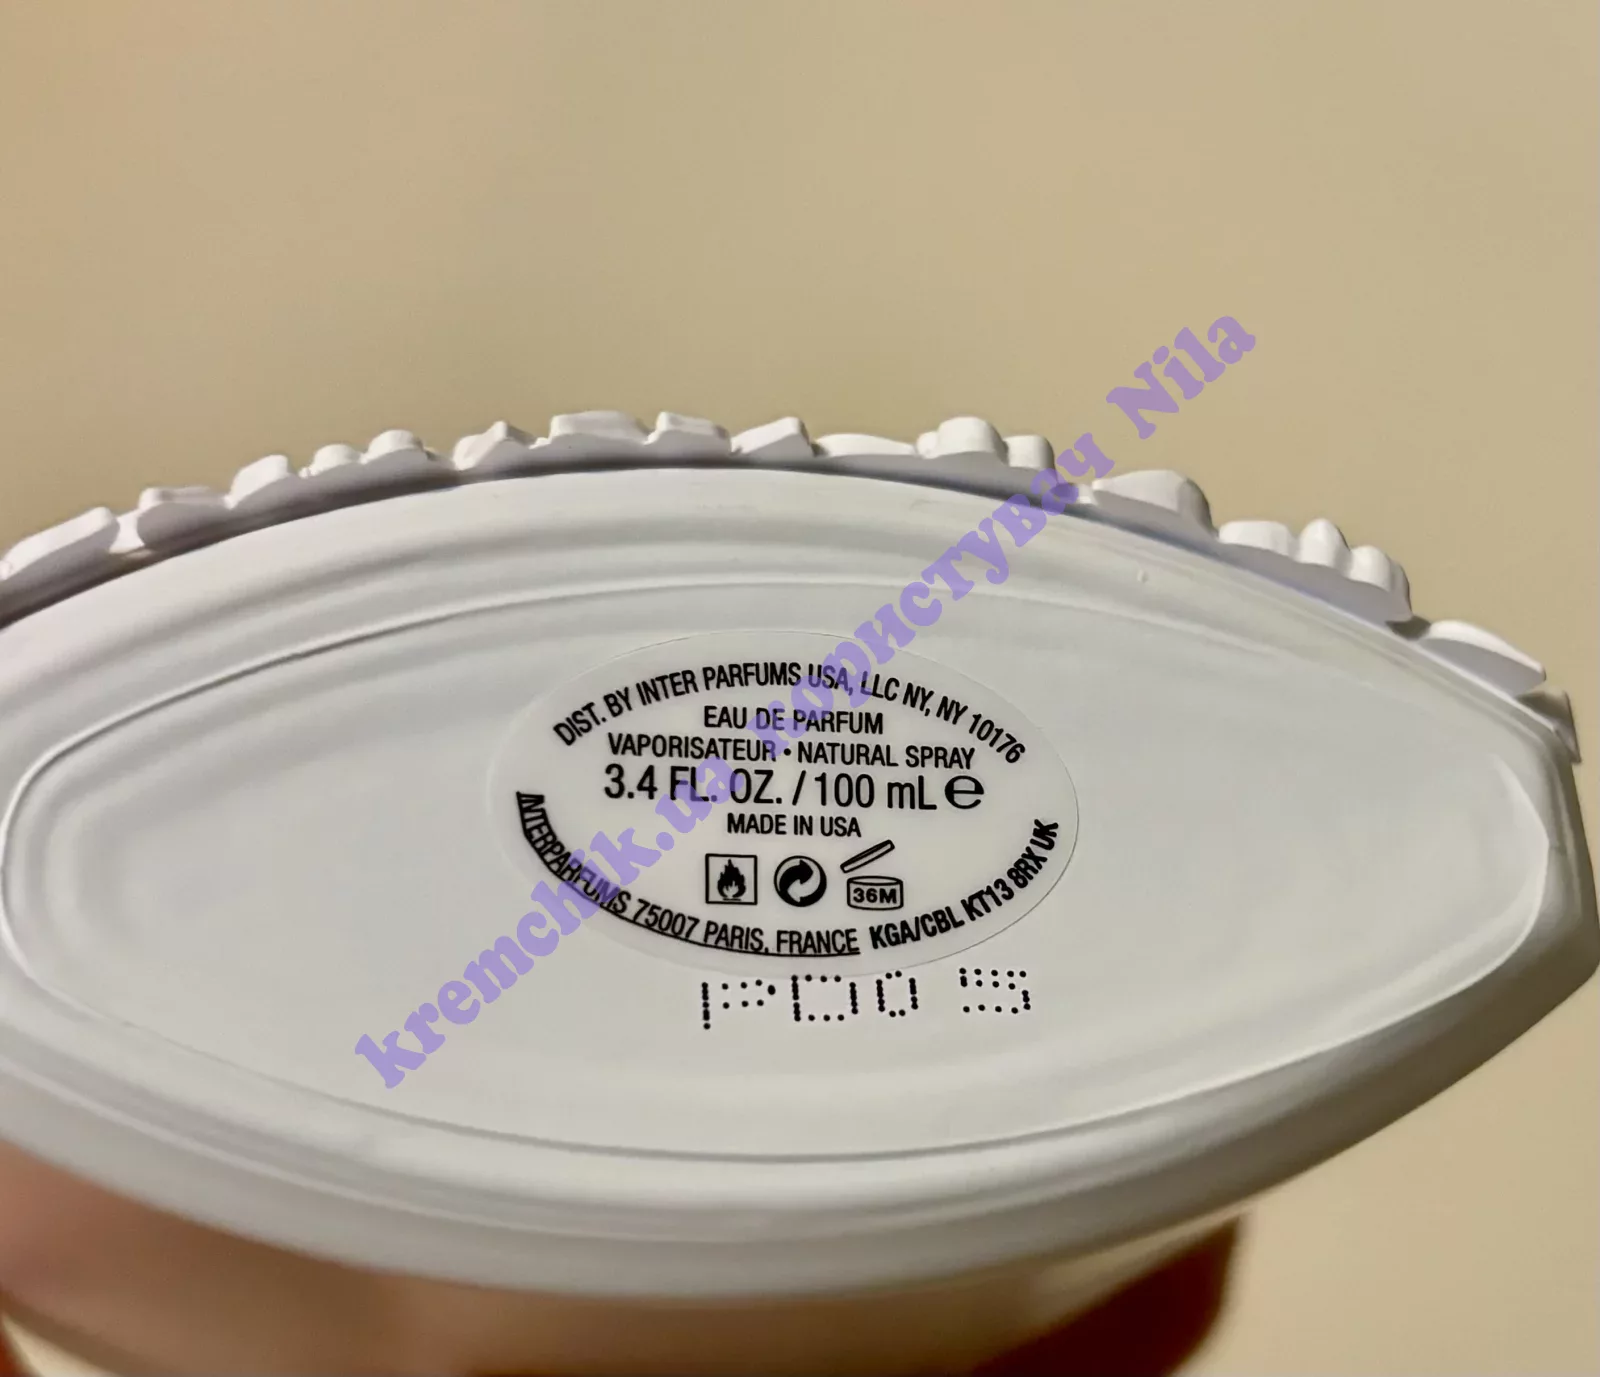 DIST. BY INTER PARFUMS USA, LLC NY, NY 10176
EAU DE PARFUM
VAPORISATEUR • NATURAL SPRAY
3.4 FL. OZ. / 100 mL ℮
MADE IN USA
36M
INTERPARFUMS 75007 PARIS, FRANCE KGA/CBL KT13 8RX UK
kremchik.ua користувач Nila